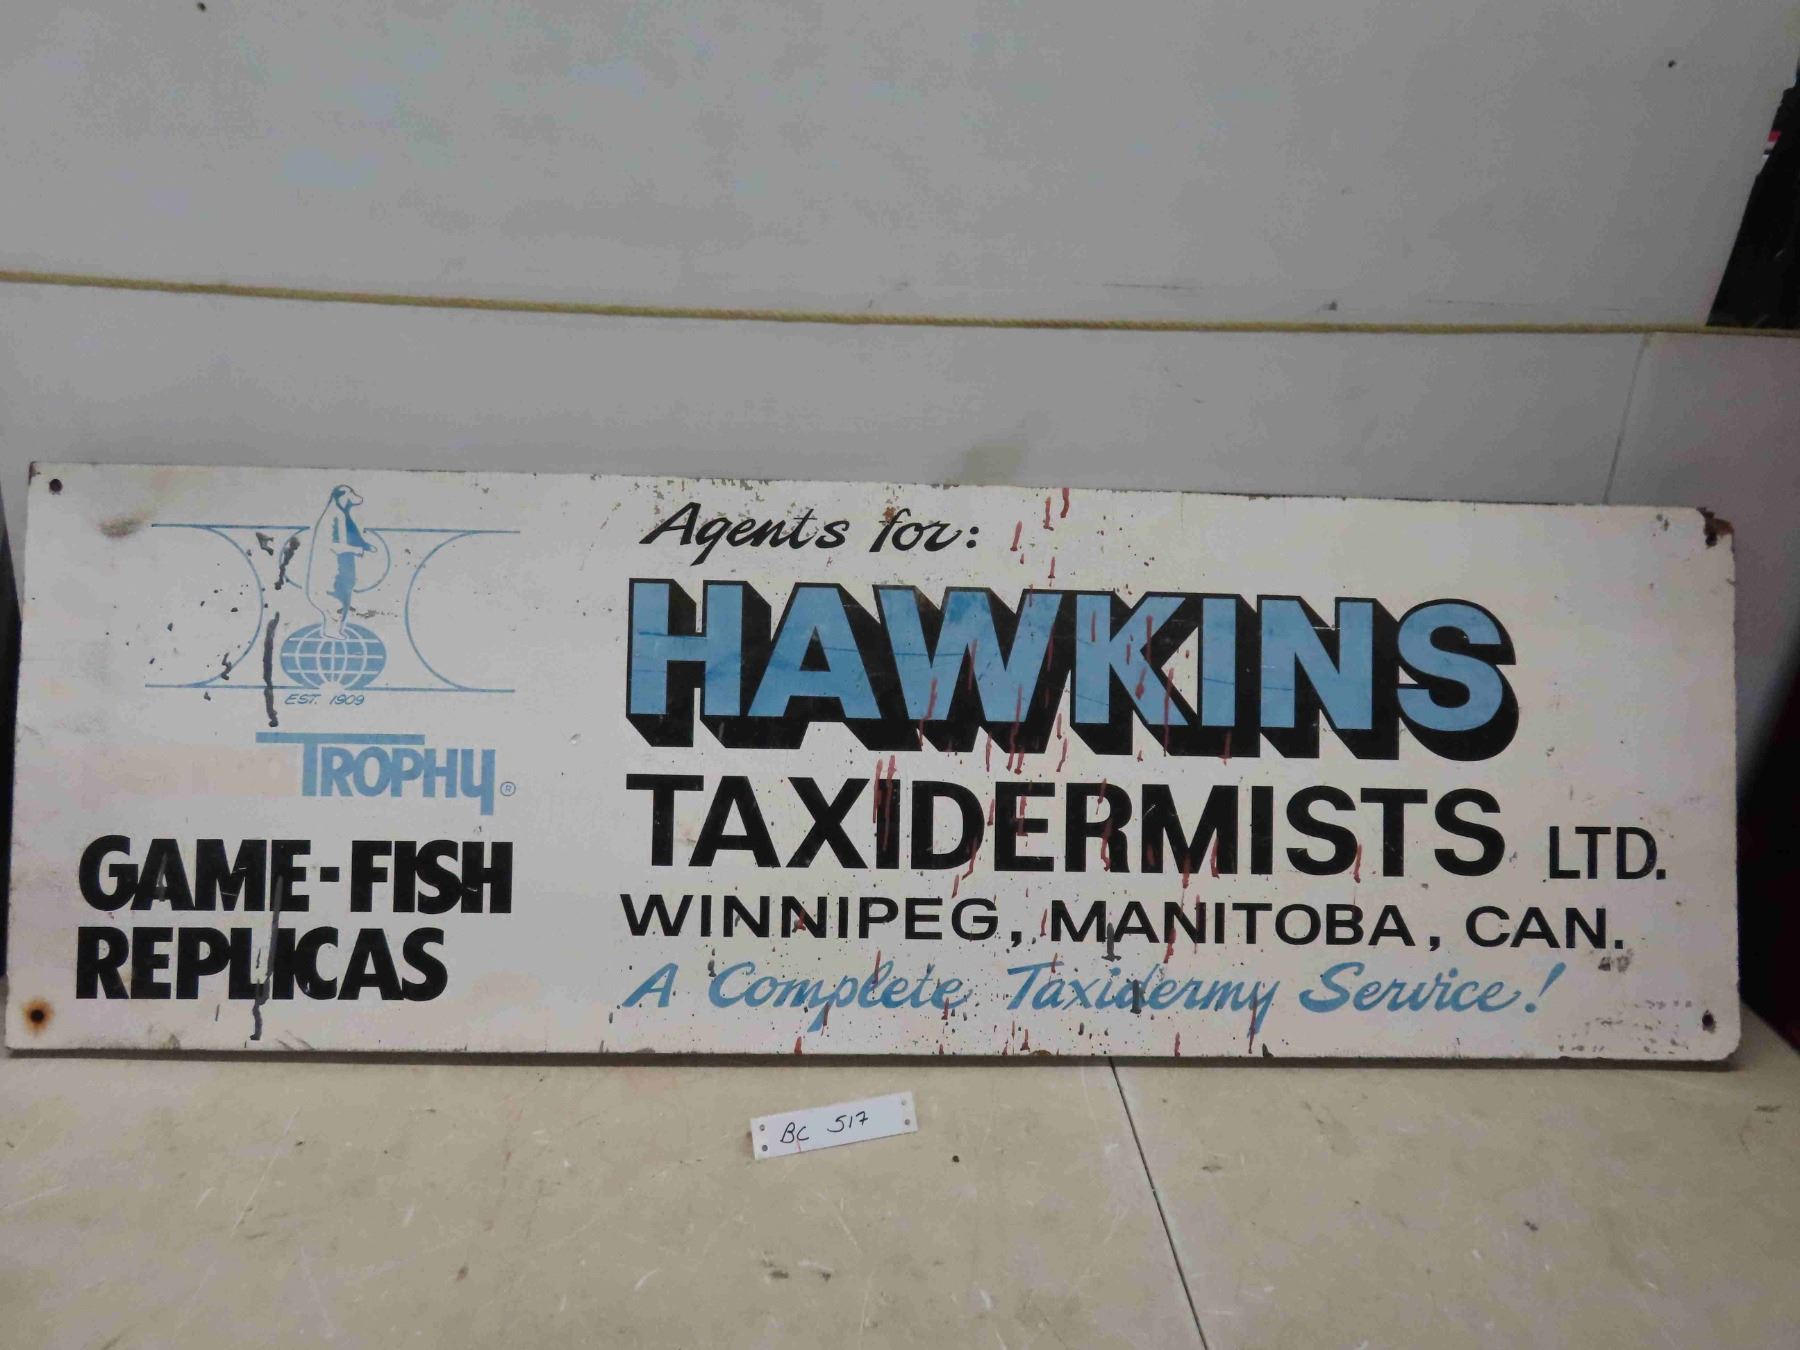 EST. 1909
TROPHY ®
GAME-FISH
REPLICAS
Agents for:
HAWKINS
TAXIDERMISTS LTD.
WINNIPEG, MANITOBA, CAN.
A Complete Taxidermy Service!
BC 517